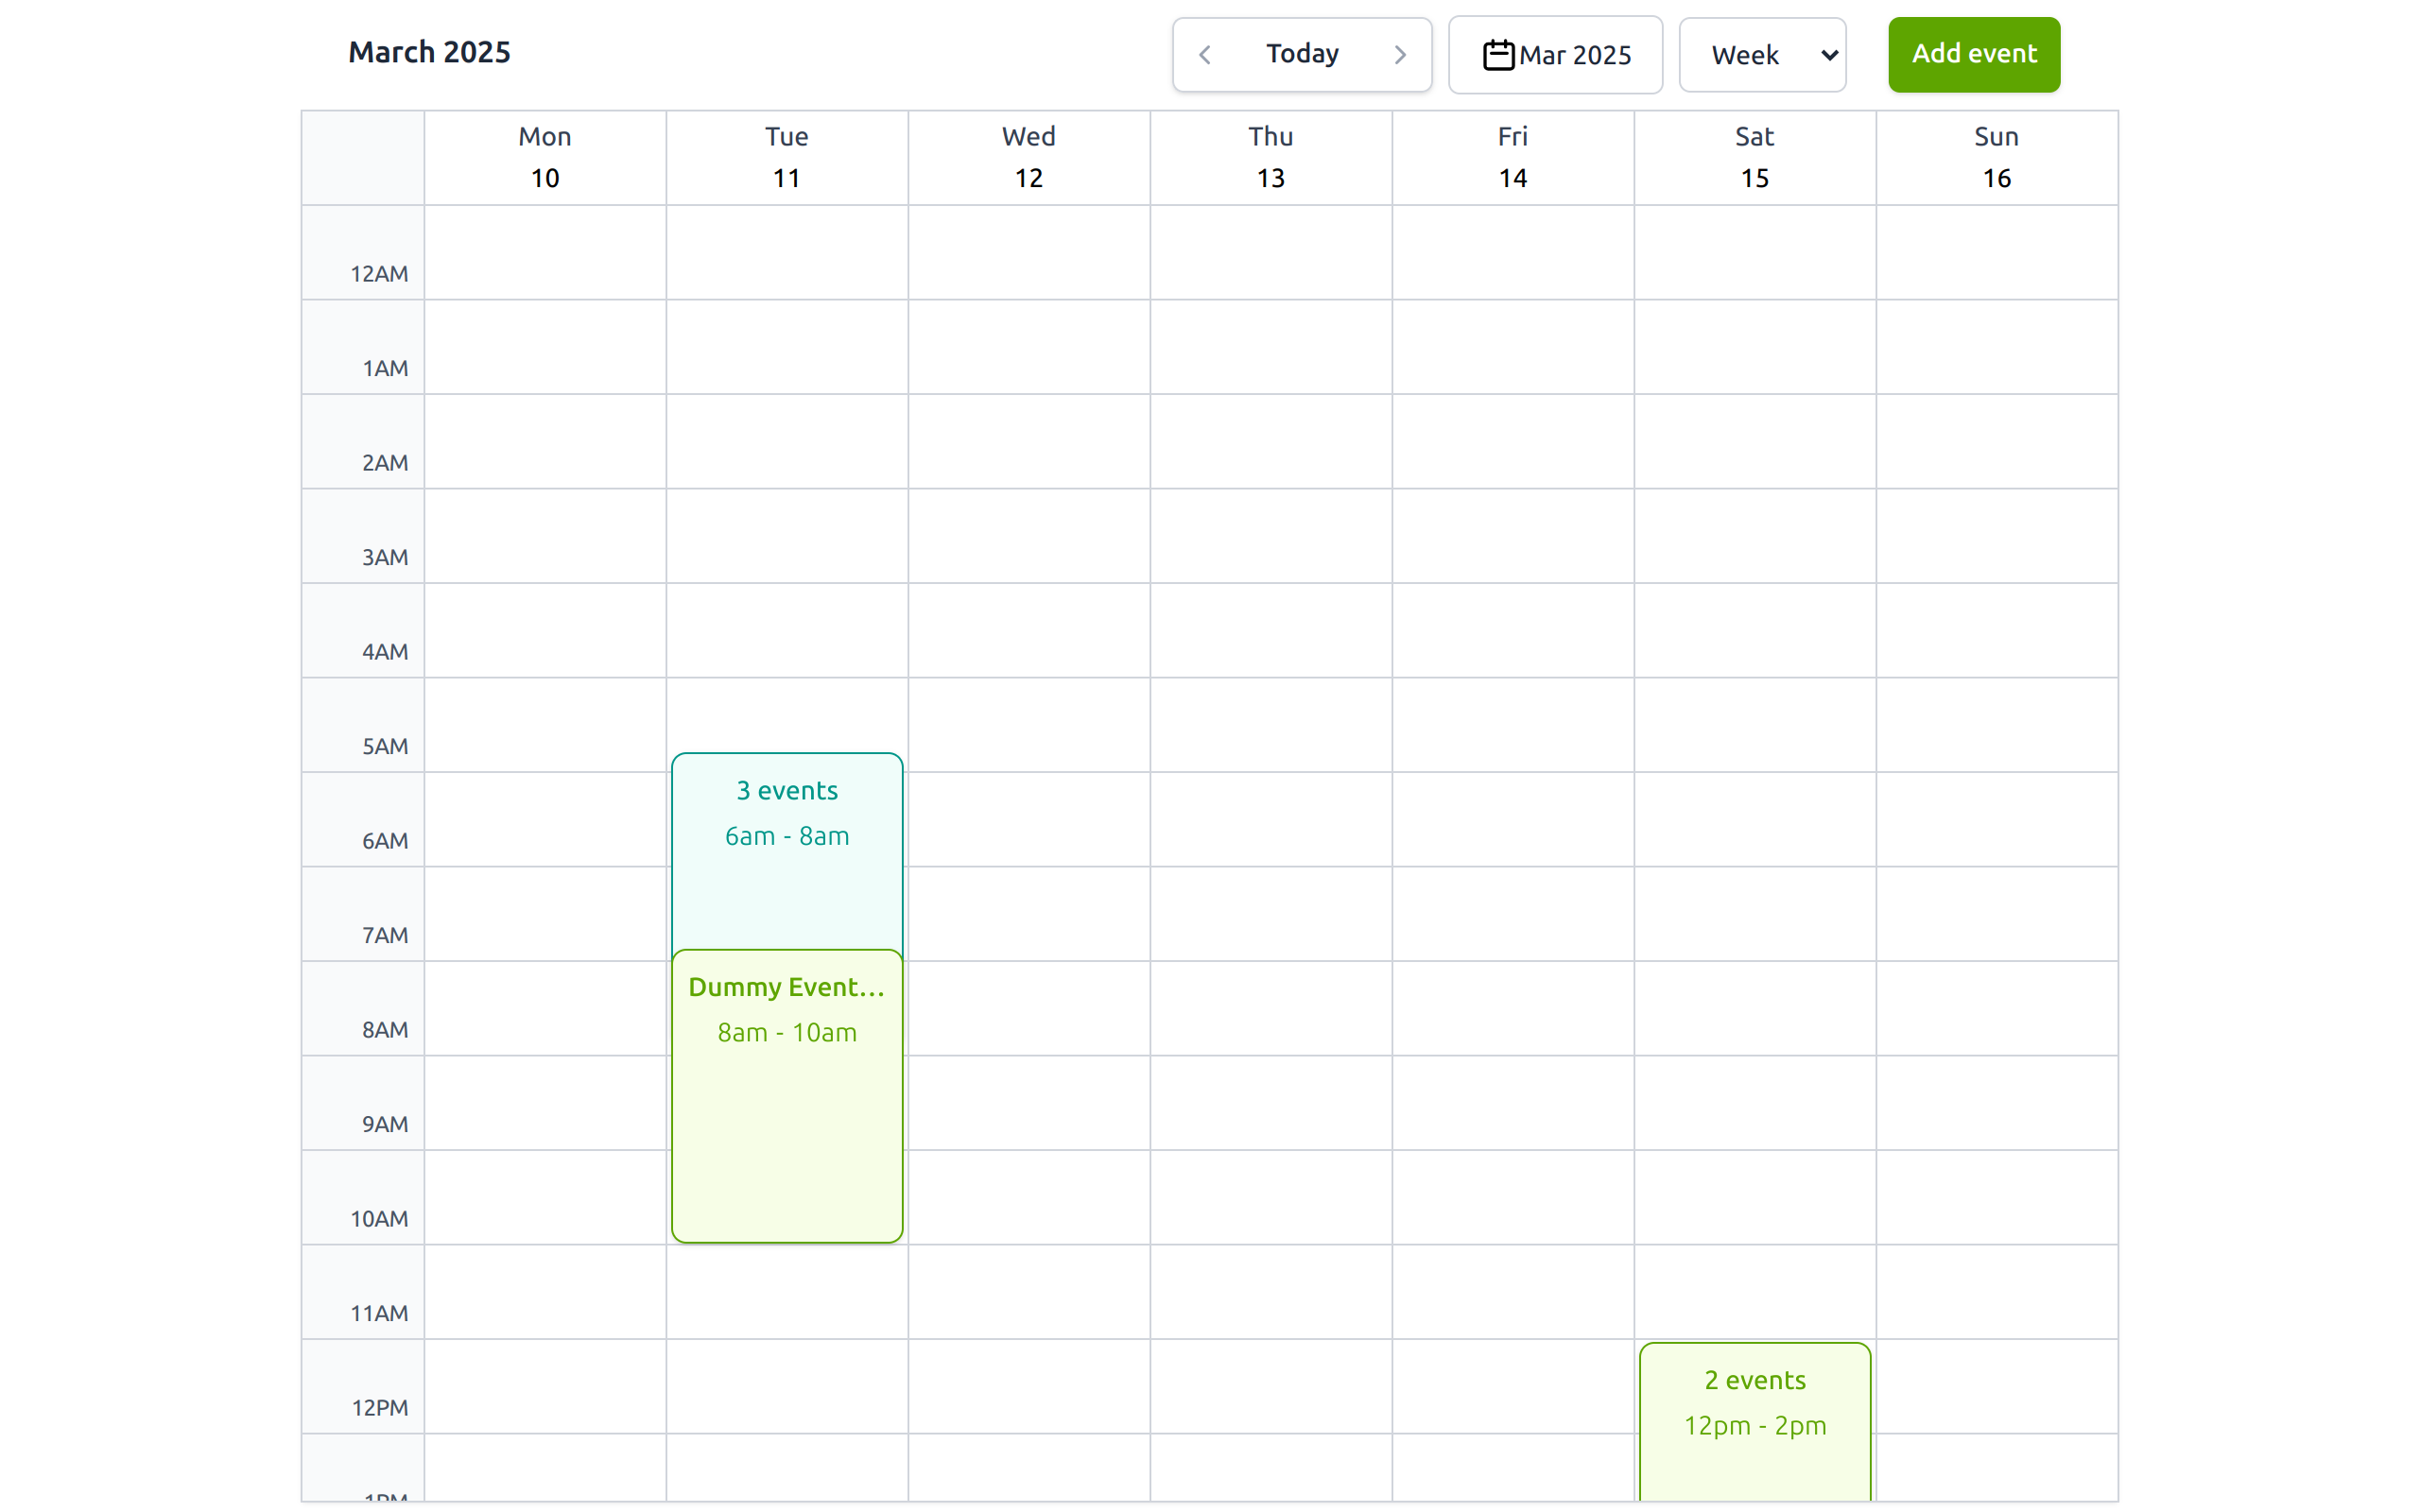 March 2025
Today
Mar 2025
Week
Add event
Mon Tue Wed Thu Fri Sat Sun
10 11 12 13 14 15 16
12AM
1AM
2AM
3AM
4AM
5AM
3 events
6am - 8am
6AM
7AM
Dummy Event...
8am - 10am
8AM
9AM
10AM
11AM
2 events
12PM
12pm - 2pm
1PM